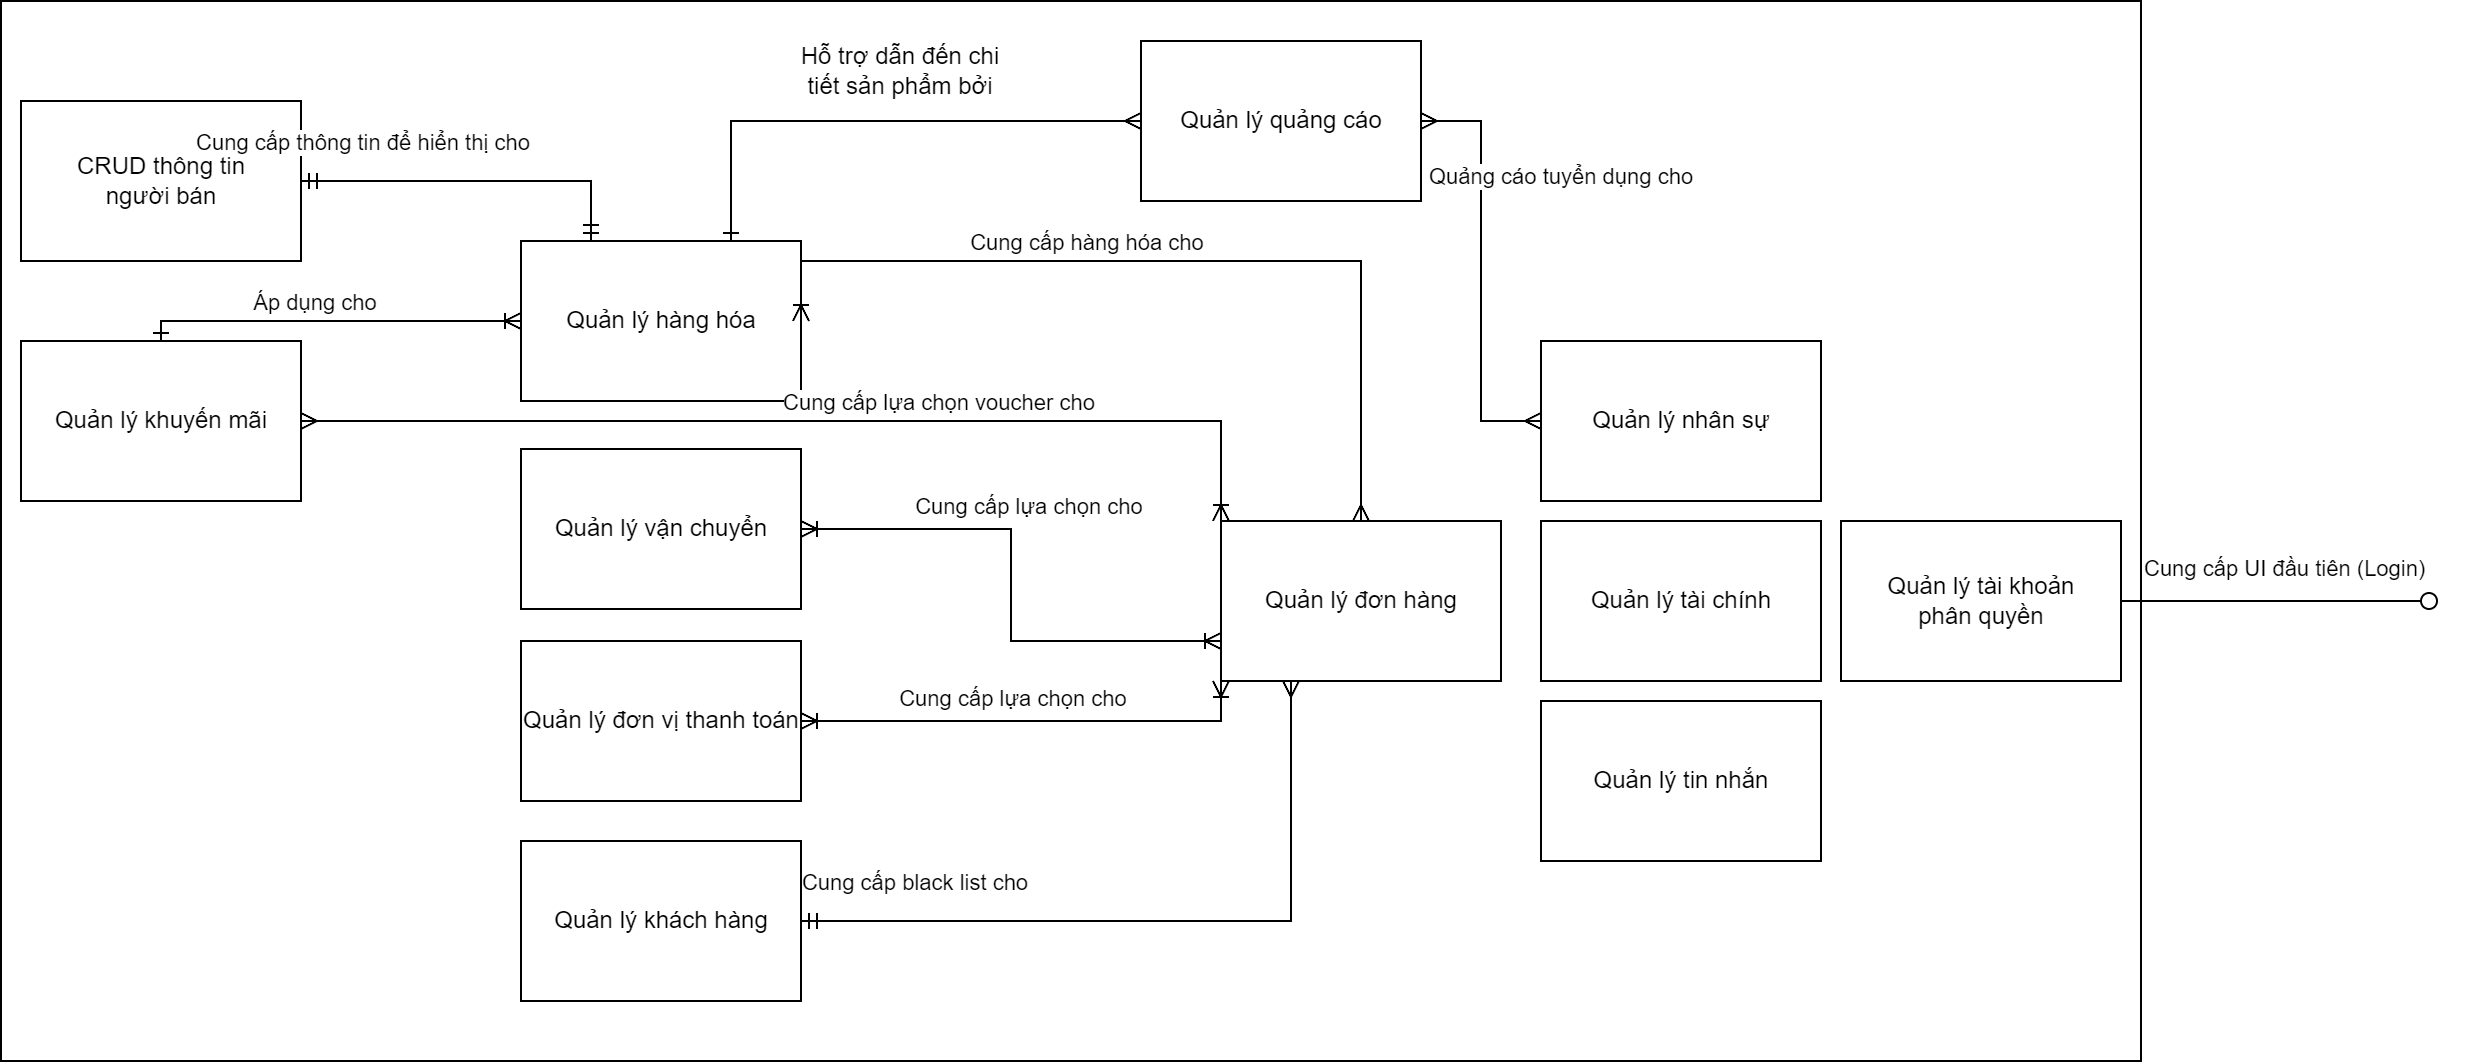 Hỗ trợ dẫn đến chi
tiết sản phẩm bởi
Quản lý quảng cáo
Cung cấp thông tin để hiển thị cho
CRUD thông tin
người bán
Quảng cáo tuyển dụng cho
Cung cấp hàng hóa cho
Áp dụng cho
Quản lý hàng hóa
Cung cấp lựa chọn voucher cho
Quản lý khuyến mãi
Quản lý nhân sự
Cung cấp lựa chọn cho
Quản lý vận chuyển
Cung cấp UI đầu tiên (Login)
Quản lý đơn hàng
Quản lý tài chính
Quản lý tài khoản
phân quyền
Cung cấp lựa chọn cho
Quản lý đơn vị thanh toán
Quản lý tin nhắn
Cung cấp black list cho
Quản lý khách hàng